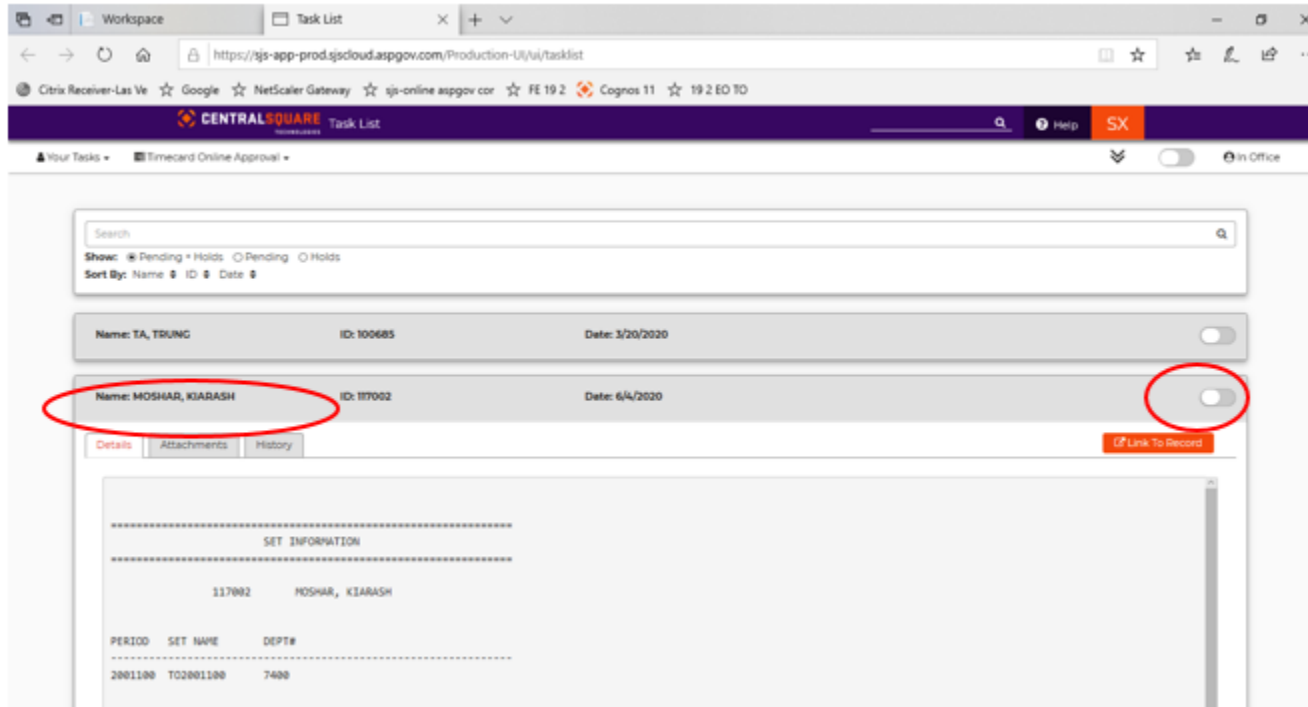 Workspace
Task List
https://sjs-app-prod.sjscloud.aspgov.com/Production-UI/ui/tasklist
Citrix Receiver-Las Ve Google NetScaler Gateway sjs-online aspgov cor FE 19 2 Cognos 11 19 2 EO TO
CENTRALSQUARE TECHNOLOGIES Task List Help SX
Your Tasks Timecard Online Approval In Office
Search
Show: Pending + Holds Pending Holds
Sort By: Name ID Date
Name: TA, TRUNG ID: 100685 Date: 3/20/2020
Name: MOSHAR, KIARASH ID: 117002 Date: 6/4/2020
Details Attachments History Link To Record
SET INFORMATION
117002 MOSHAR, KIARASH
PERIOD SET NAME DEPT#
2001100 TO2001100 7400